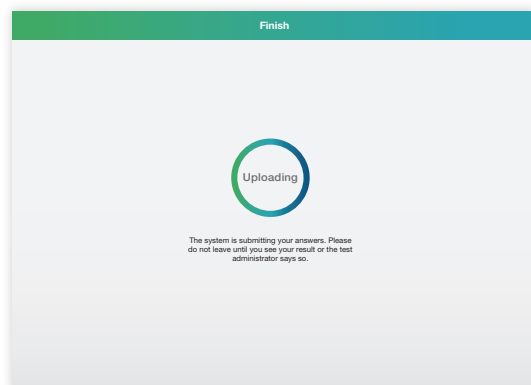 Finish
Uploading
The system is submitting your answers. Please
do not leave until you see your result or the test
administrator says so.